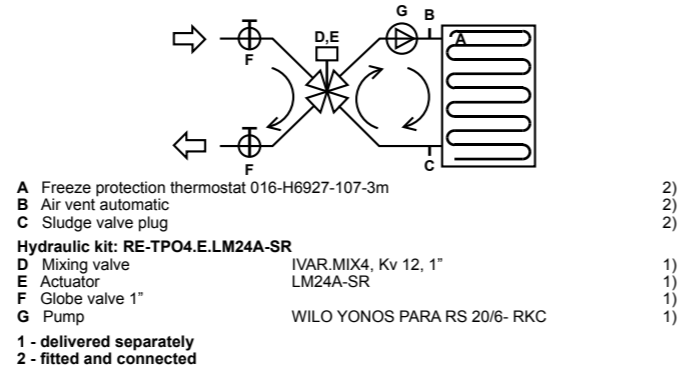 G
B
D,E
A
F
F
C
A Freeze protection thermostat 016-H6927-107-3m 2)
B Air vent automatic 2)
C Sludge valve plug 2)
Hydraulic kit: RE-TPO4.E.LM24A-SR
D Mixing valve IVAR.MIX4, Kv 12, 1” 1)
E Actuator LM24A-SR 1)
F Globe valve 1” 1)
G Pump WILO YONOS PARA RS 20/6- RKC 1)
1 - delivered separately
2 - fitted and connected